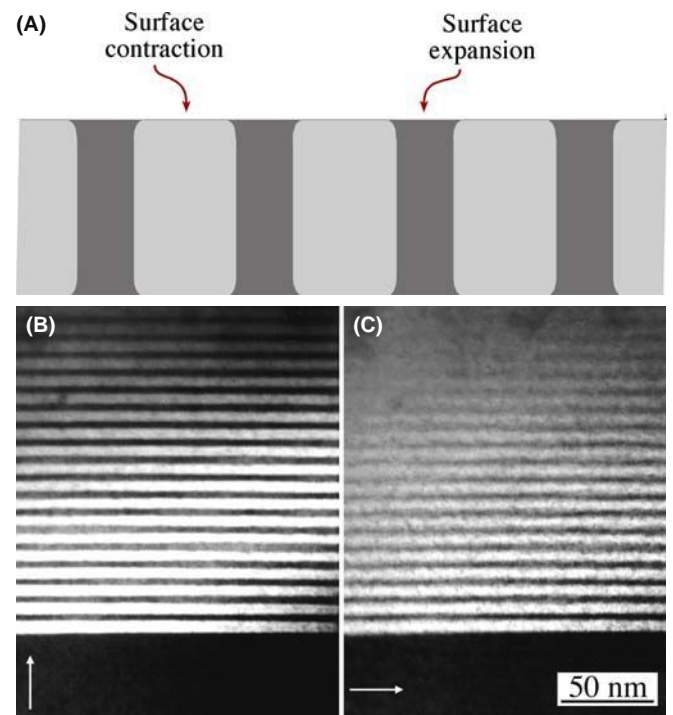 (A)
Surface
contraction
Surface
expansion
(B)
(C)
50 nm